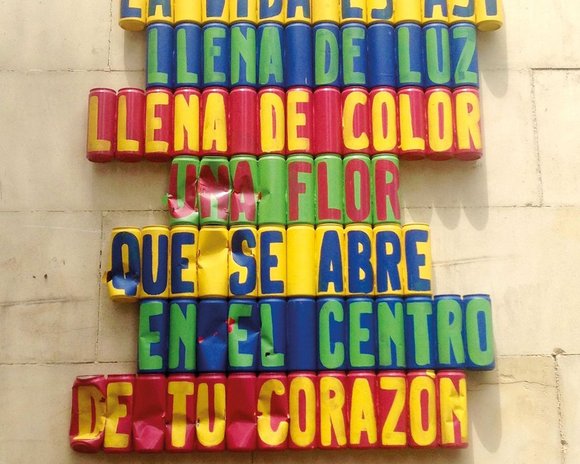 LA VIDA ES ASÍ
LLENA DE LUZ
LLENA DE COLOR
UNA FLOR
QUE SE ABRE
EN EL CENTRO
DE TU CORAZÓN